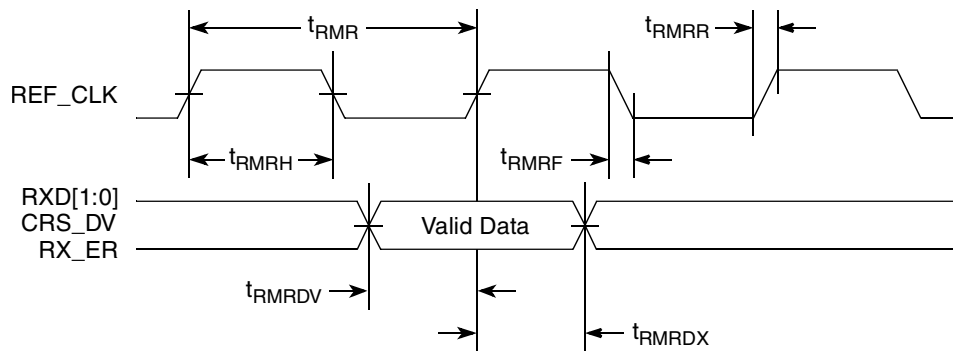 tRMR
tRMRR
REF_CLK
tRMRH
tRMRF
RXD[1:0]
CRS_DV
RX_ER
Valid Data
tRMRDV
tRMRDX